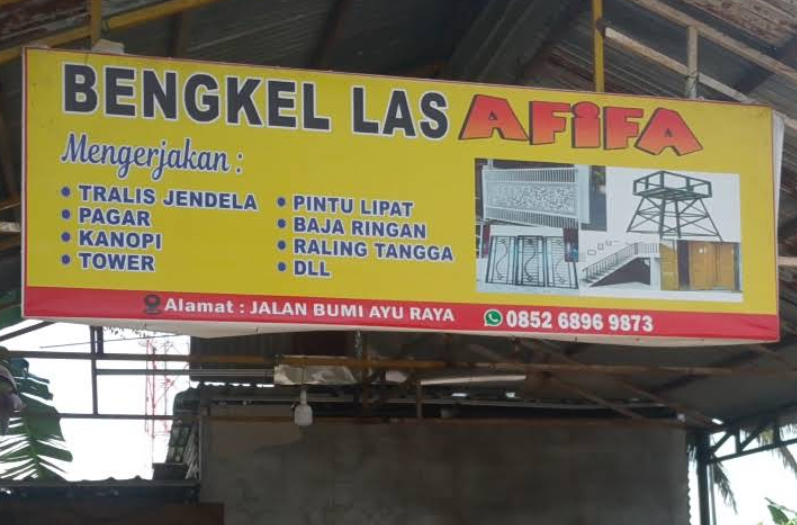 BENGKEL LAS AFiFA
Mengerjakan :
• TRALIS JENDELA
• PAGAR
• KANOPI
• TOWER
• PINTU LIPAT
• BAJA RINGAN
• RALING TANGGA
• DLL
Alamat : JALAN BUMI AYU RAYA 0852 6896 9873